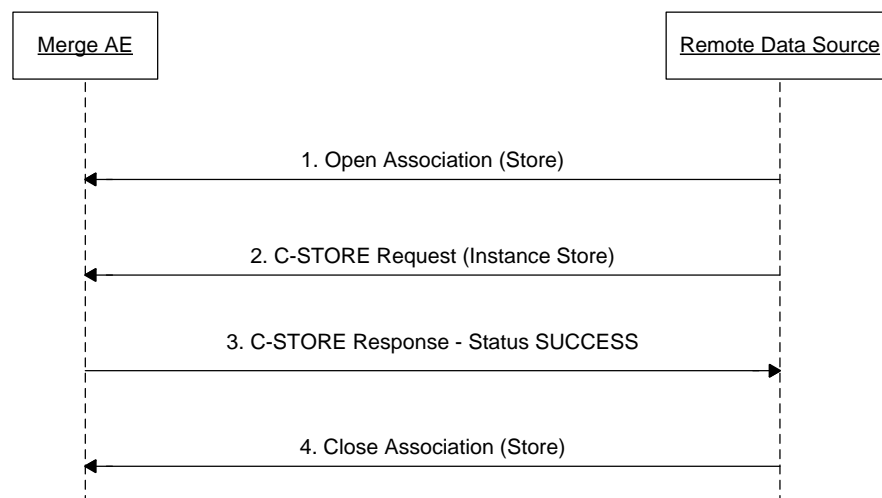 Merge AE
Remote Data Source
1. Open Association (Store)
2. C-STORE Request (Instance Store)
3. C-STORE Response - Status SUCCESS
4. Close Association (Store)